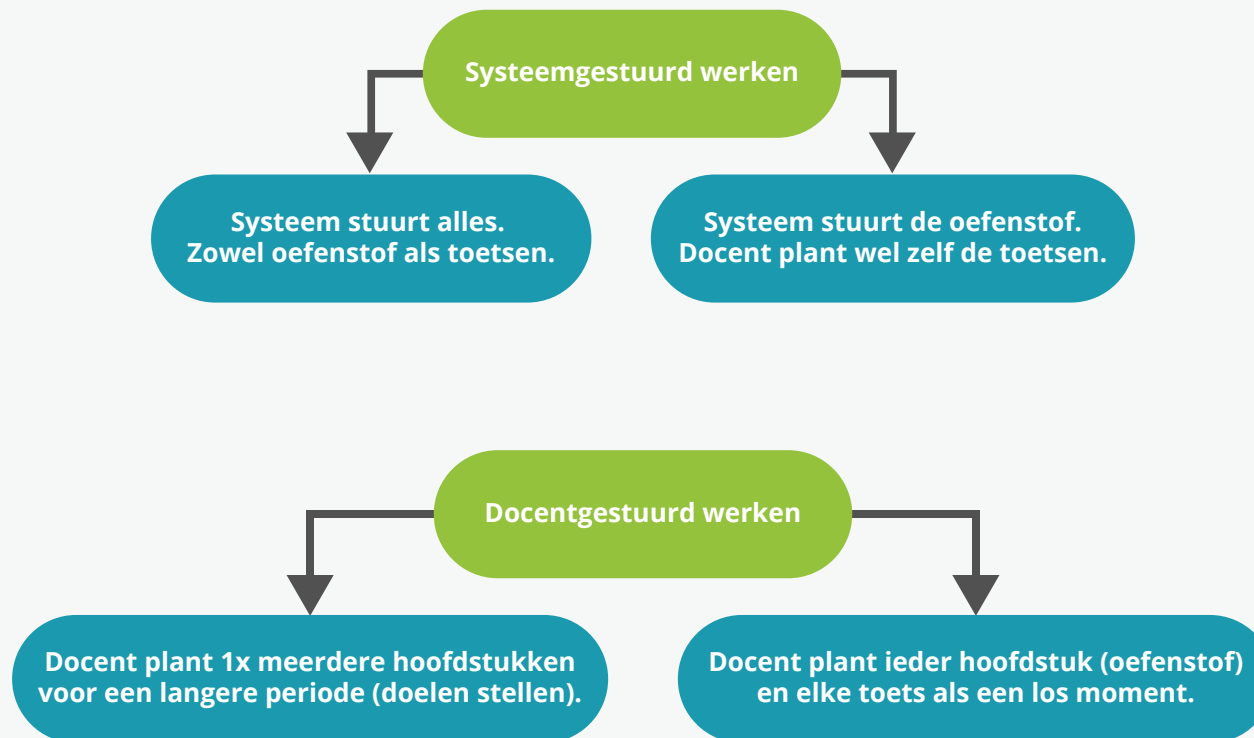 Systeemgestuurd werken
Systeem stuurt alles.
Zowel oefenstof als toetsen.
Systeem stuurt de oefenstof.
Docent plant wel zelf de toetsen.
Docentgestuurd werken
Docent plant 1x meerdere hoofdstukken
voor een langere periode (doelen stellen).
Docent plant ieder hoofdstuk (oefenstof)
en elke toets als een los moment.